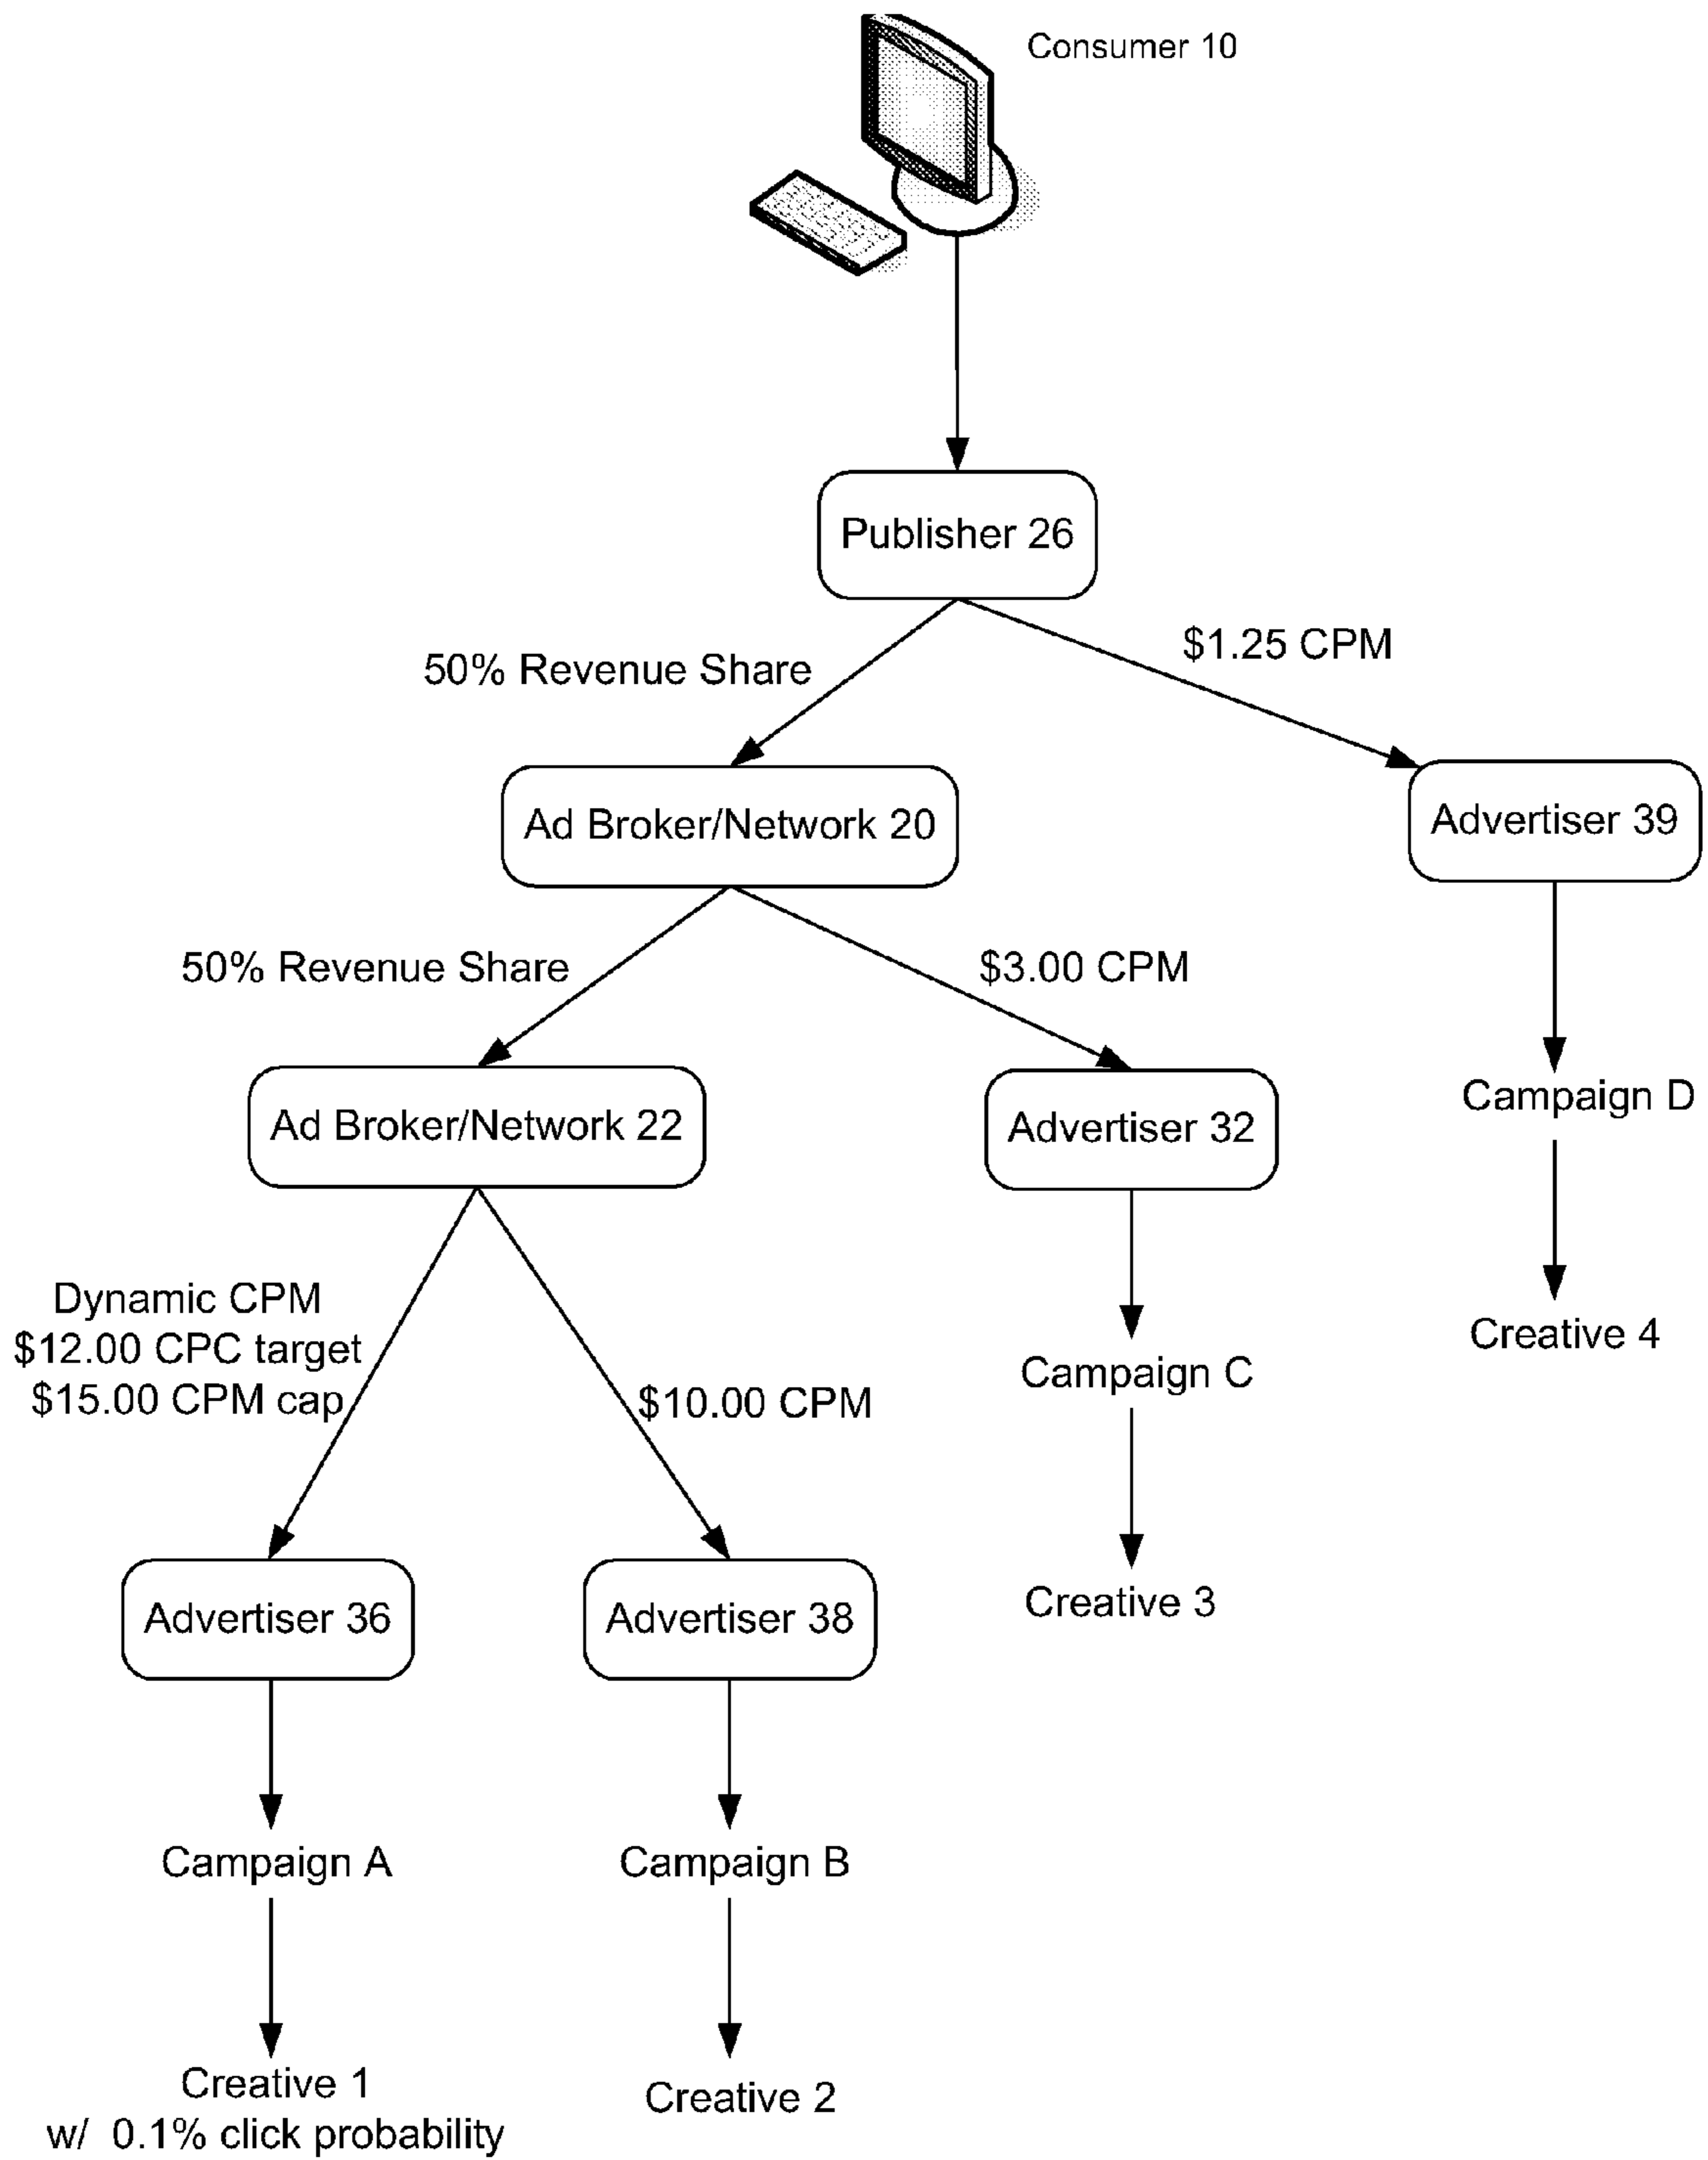 Consumer 10
Publisher 26
50% Revenue Share
$1.25 CPM
Ad Broker/Network 20
Advertiser 39
50% Revenue Share
$3.00 CPM
Ad Broker/Network 22
Advertiser 32
Campaign D
Dynamic CPM
$12.00 CPC target
$15.00 CPM cap
$10.00 CPM
Campaign C
Creative 4
Advertiser 36
Advertiser 38
Creative 3
Campaign A
Campaign B
Creative 1
w/ 0.1% click probability
Creative 2